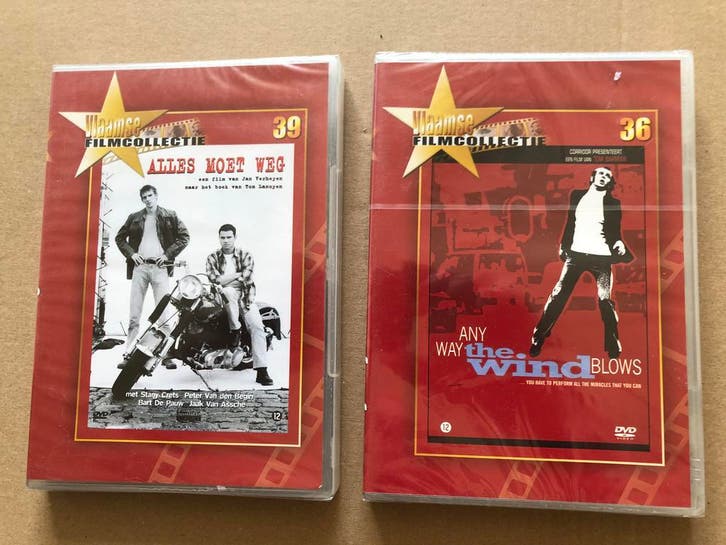 Vlaamse
FILMCOLLECTIE
39
ALLES MOET WEG
een film van Jan Verheyen
naar het boek van Tom Lanoye
met Stany Crets Peter Van den Begin
Bart De Pauw Jaak Van Assche
DVD
12
Vlaamse
FILMCOLLECTIE
36
CORRIDOR PRESENTEERT
EEN FILM VAN TOM BARMAN
ANY
WAY the
wind BLOWS
...YOU HAVE TO PERFORM ALL THE MIRACLES THAT YOU CAN
12
DVD
VIDEO